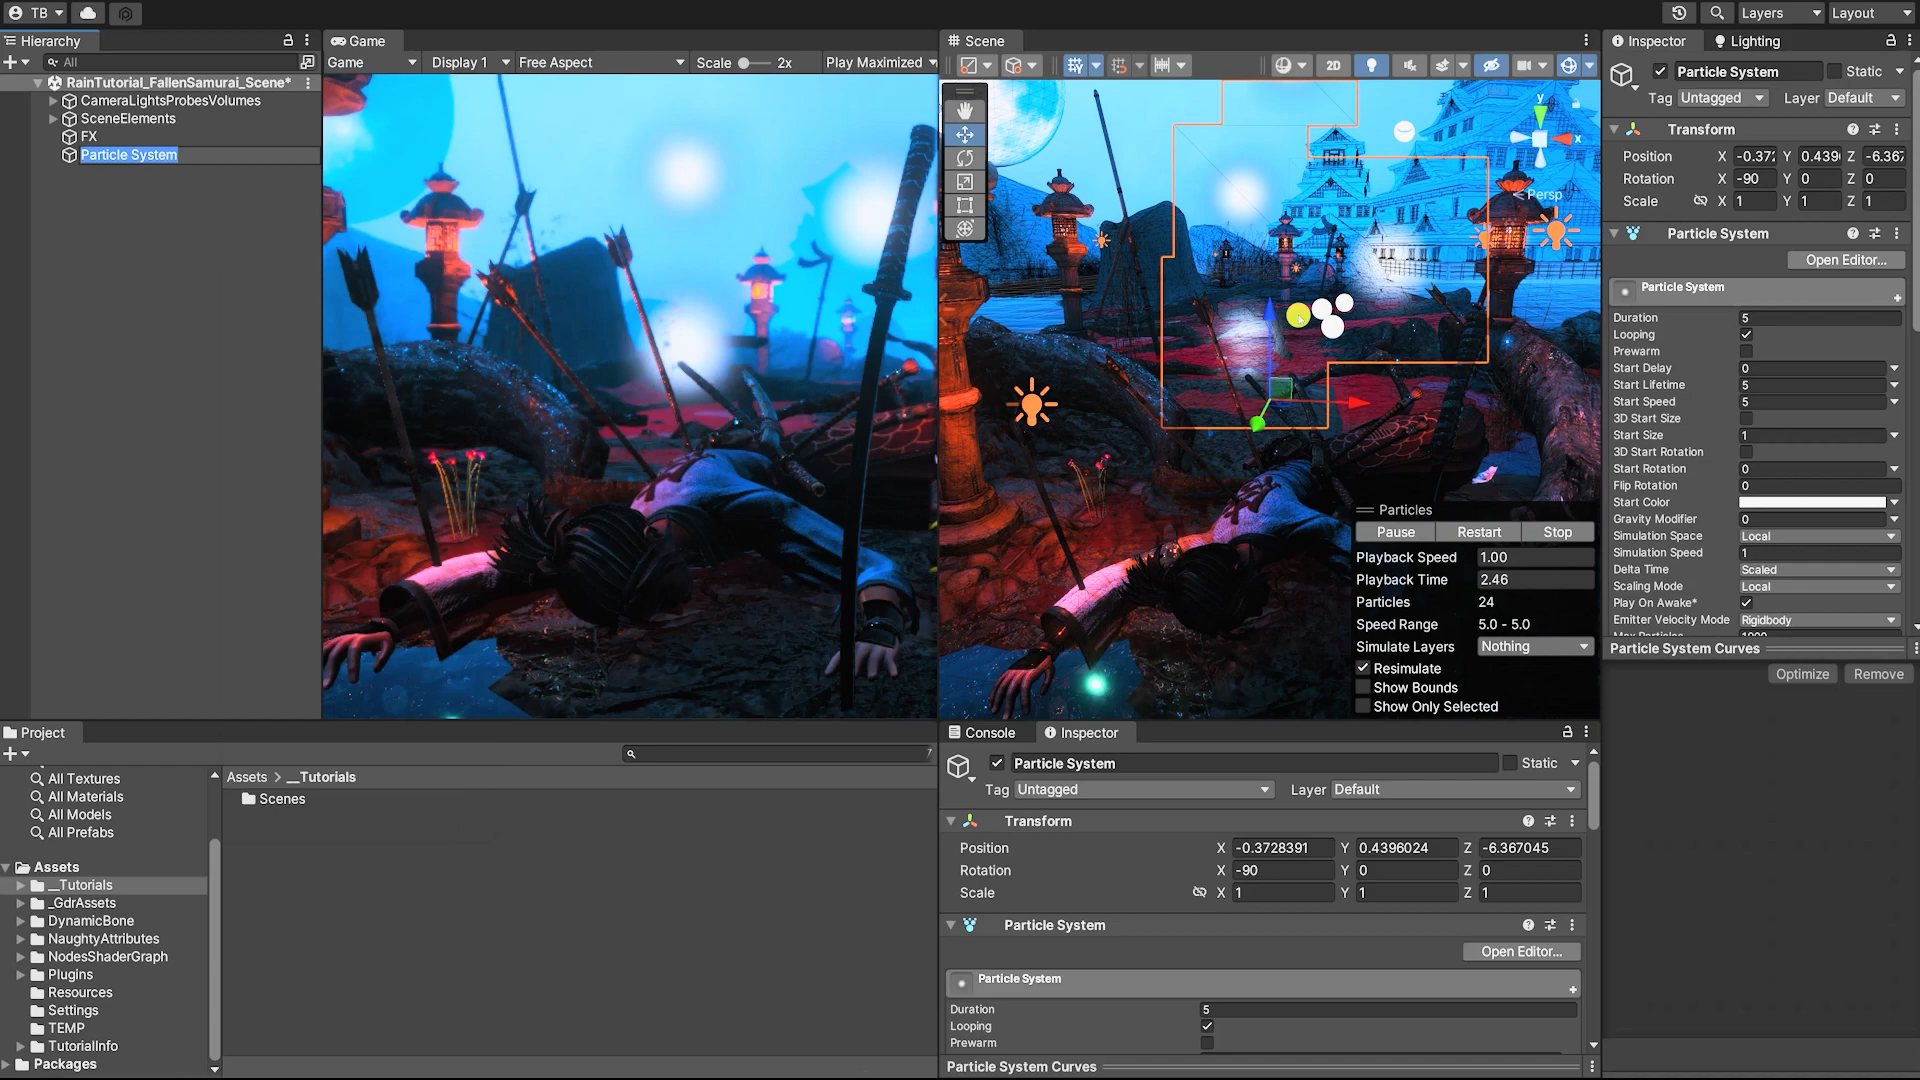 TB
Layers
Layout
Hierarchy
All
RainTutorial_FallenSamurai_Scene*
CameraLightsProbesVolumes
SceneElements
FX
Particle System
Game
Game
Display 1
Free Aspect
Scale
2x
Play Maximized
Scene
2D
y
x
Persp
Particles
Pause
Restart
Stop
Playback Speed
1.00
Playback Time
2.46
Particles
24
Speed Range
5.0 - 5.0
Simulate Layers
Nothing
Resimulate
Show Bounds
Show Only Selected
Inspector
Lighting
Particle System
Static
Tag
Untagged
Layer
Default
Transform
Position
X
-0.372
Y
0.439
Z
-6.367
Rotation
X
-90
Y
0
Z
0
Scale
X
1
Y
1
Z
1
Particle System
Open Editor...
Particle System
Duration
5
Looping
Prewarm
Start Delay
0
Start Lifetime
5
Start Speed
5
3D Start Size
Start Size
1
3D Start Rotation
Start Rotation
0
Flip Rotation
0
Start Color
Gravity Modifier
0
Simulation Space
Local
Simulation Speed
1
Delta Time
Scaled
Scaling Mode
Local
Play On Awake*
Emitter Velocity Mode
Rigidbody
Particle System Curves
Optimize
Remove
Project
All Textures
All Materials
All Models
All Prefabs
Assets
__Tutorials
_GdrAssets
DynamicBone
NaughtyAttributes
NodesShaderGraph
Plugins
Resources
Settings
TEMP
TutorialInfo
Packages
Assets > __Tutorials
Scenes
Console
Inspector
Particle System
Static
Tag
Untagged
Layer
Default
Transform
Position
X
-0.3728391
Y
0.4396024
Z
-6.367045
Rotation
X
-90
Y
0
Z
0
Scale
X
1
Y
1
Z
1
Particle System
Open Editor...
Particle System
Duration
5
Looping
Prewarm
Particle System Curves